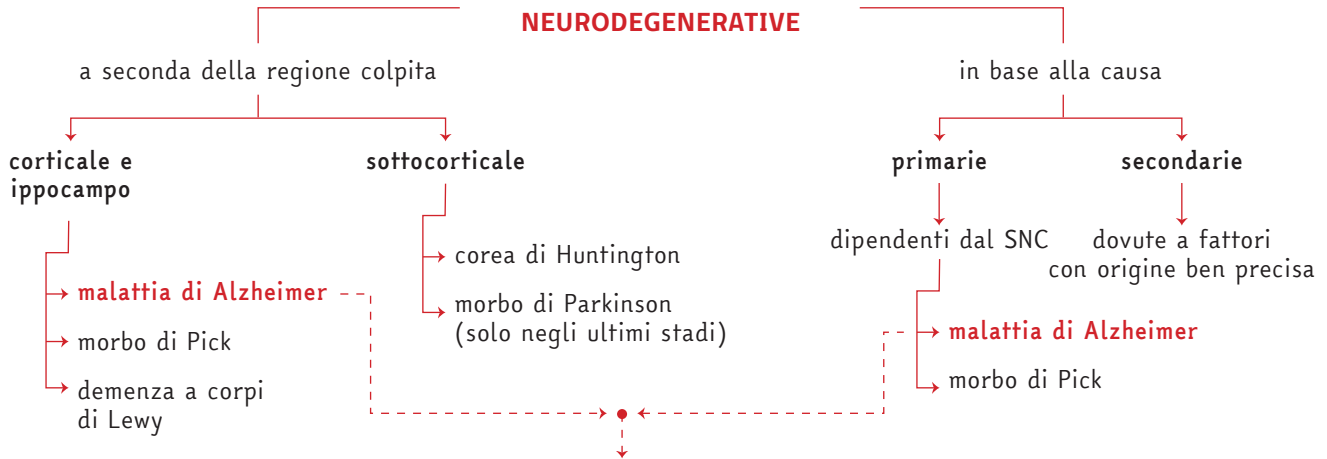 NEURODEGENERATIVE
a seconda della regione colpita
in base alla causa
corticale e
ippocampo
sottocorticale
primarie
secondarie
dipendenti dal SNC
dovute a fattori
con origine ben precisa
corea di Huntington
malattia di Alzheimer
morbo di Parkinson
(solo negli ultimi stadi)
malattia di Alzheimer
morbo di Pick
morbo di Pick
demenza a corpi
di Lewy